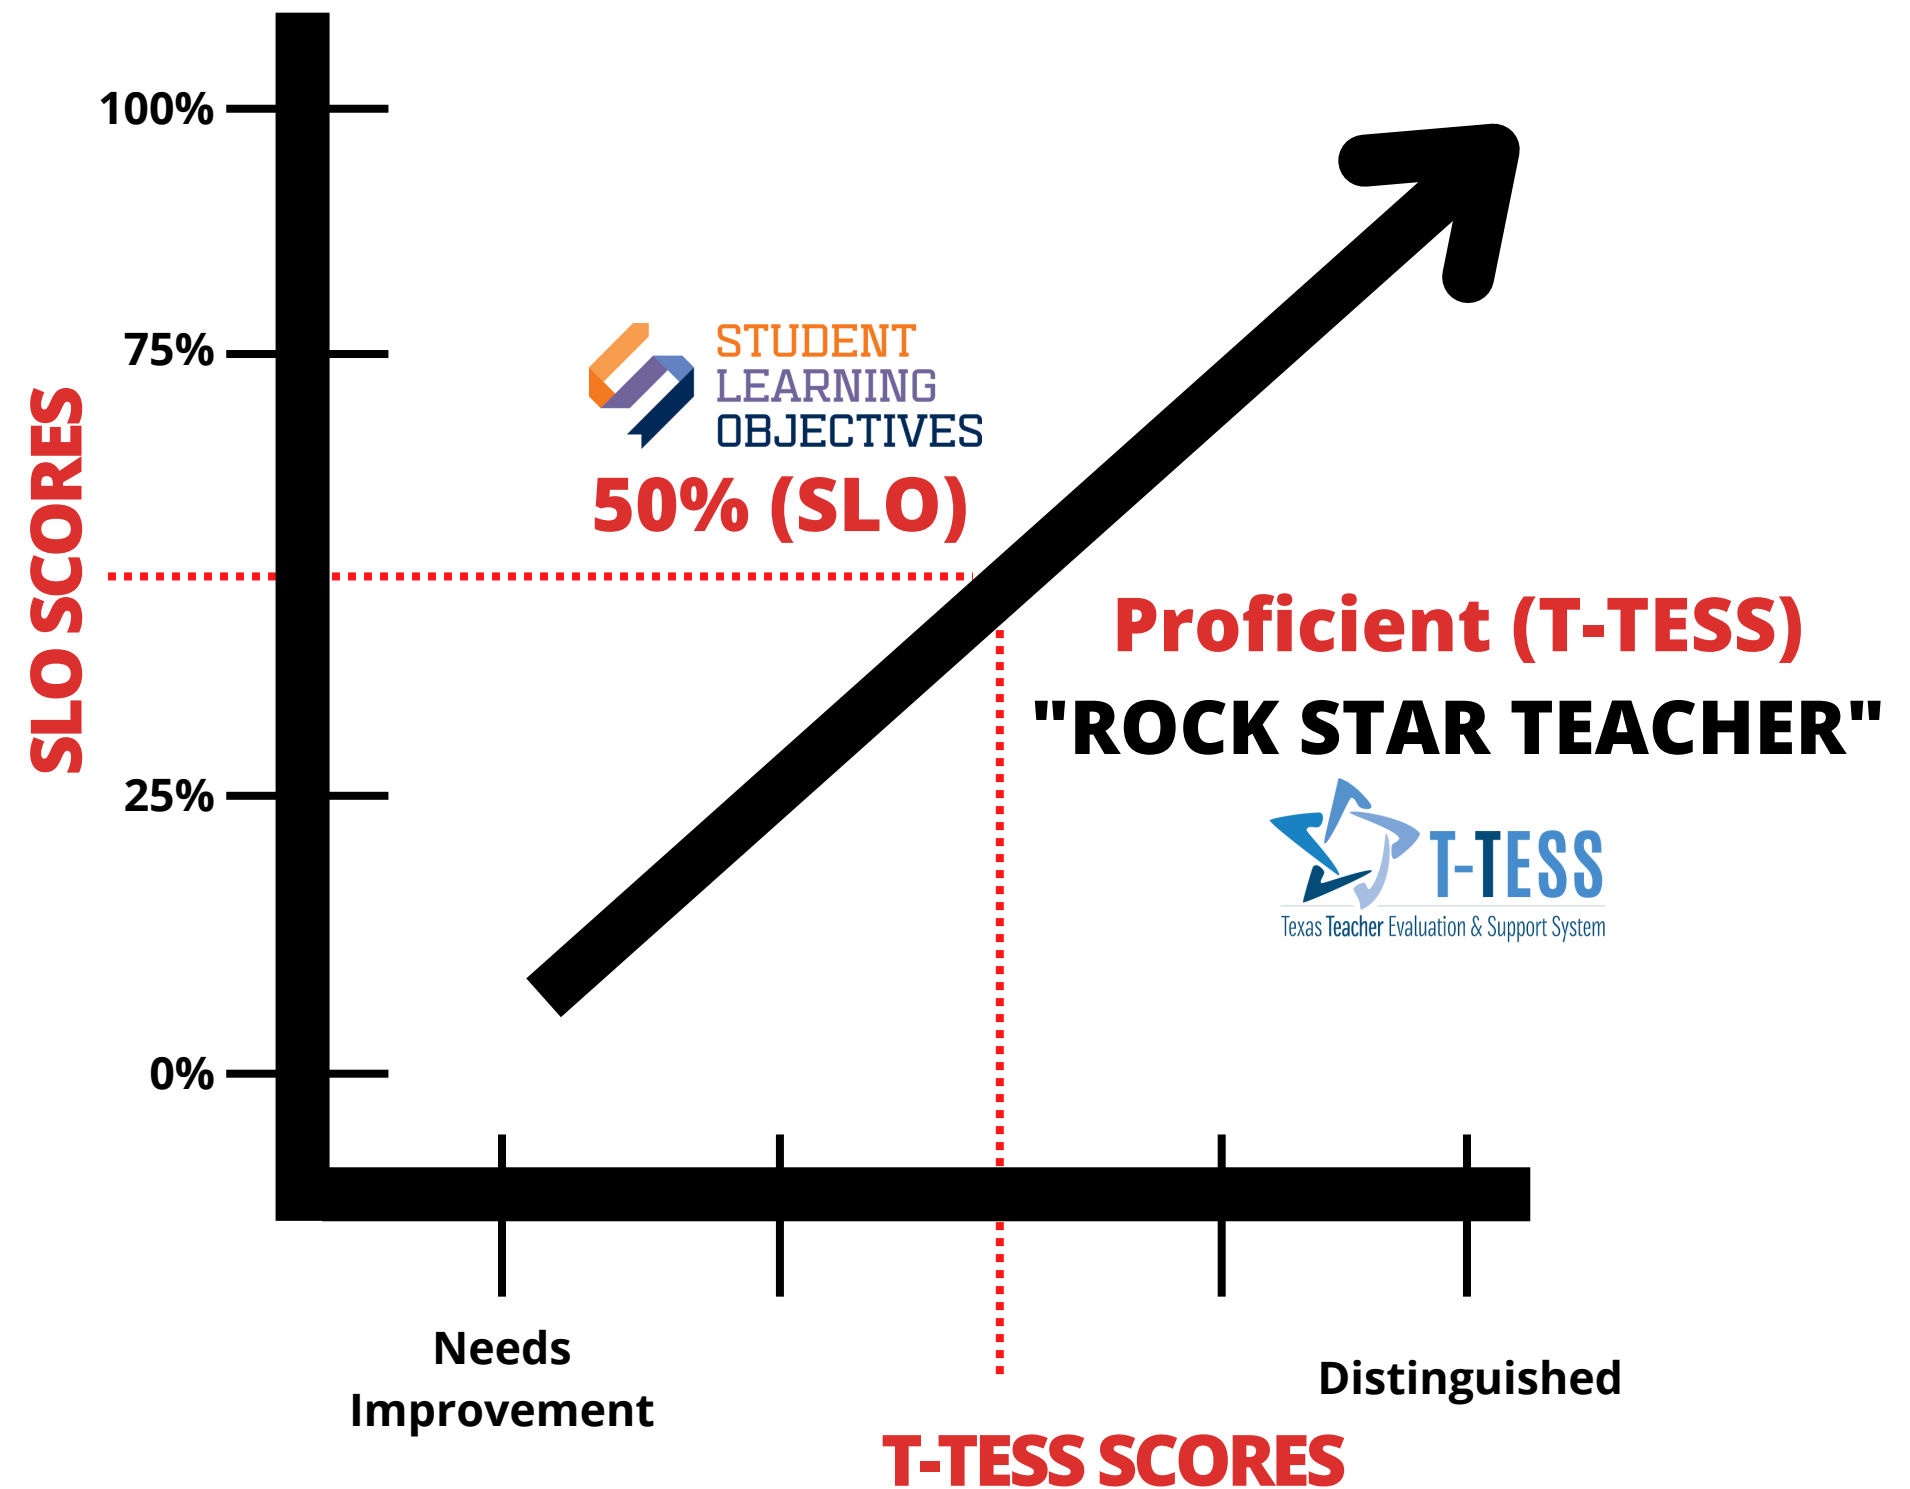 100%
75%
SLO SCORES
25%
0%
STUDENT
LEARNING
OBJECTIVES
50% (SLO)
Proficient (T-TESS)
"ROCK STAR TEACHER"
T-TESS
Texas Teacher Evaluation & Support System
Needs
Improvement
Distinguished
T-TESS SCORES